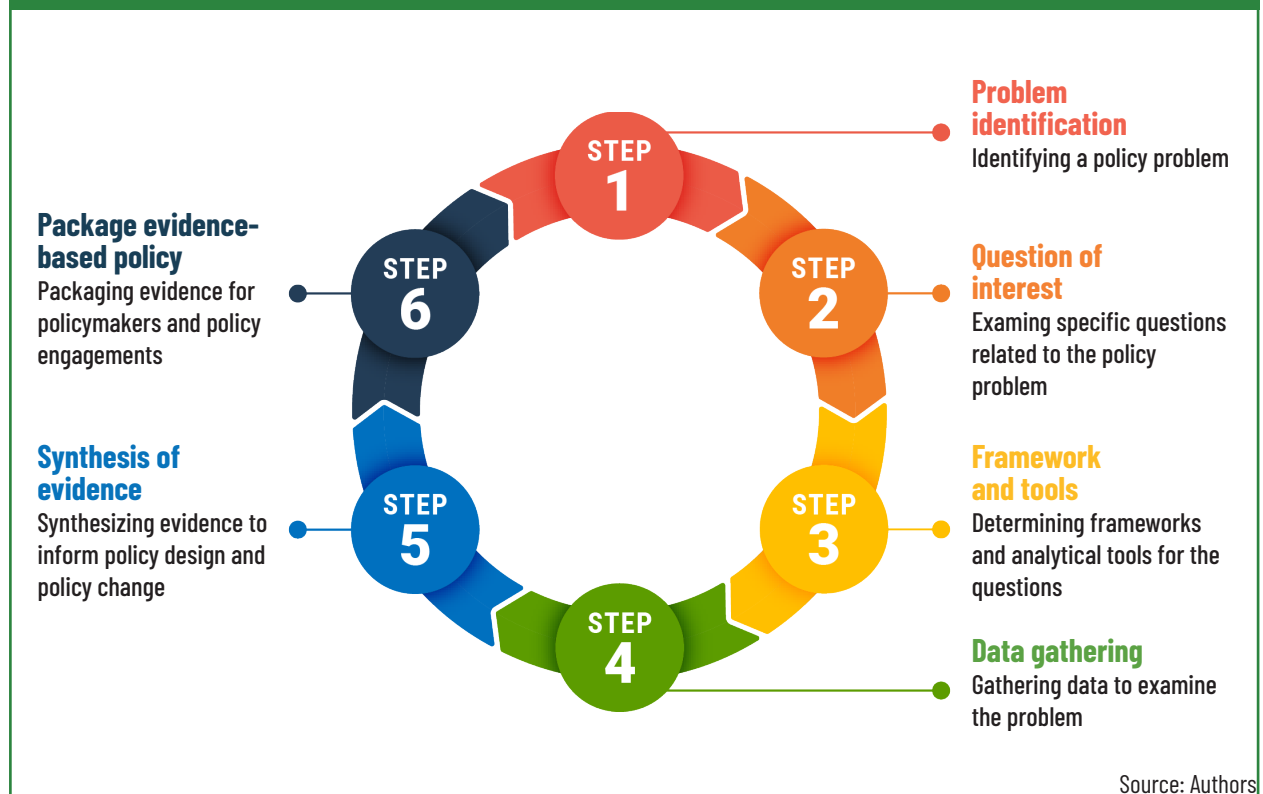 STEP
1
Problem
identification
Identifying a policy problem
STEP
2
Question of
interest
Examing specific questions
related to the policy
problem
STEP
3
Framework
and tools
Determining frameworks
and analytical tools for the
questions
STEP
4
Data gathering
Gathering data to examine
the problem
STEP
5
Synthesis of
evidence
Synthesizing evidence to
inform policy design and
policy change
STEP
6
Package evidence-
based policy
Packaging evidence for
policymakers and policy
engagements
Source: Authors